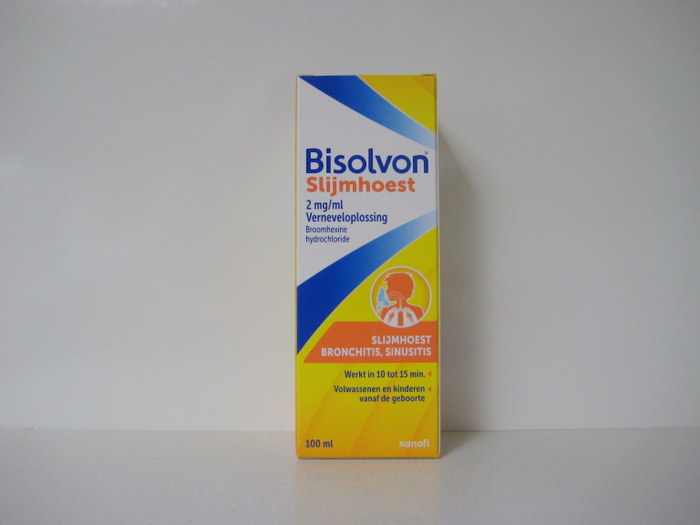 Bisolvon®
Slijmhoest
2 mg/ml
Verneveloplossing
Broomhexine
hydrochloride
SLIJMHOEST
BRONCHITIS, SINUSITIS
Werkt in 10 tot 15 min.
Volwassenen en kinderen
vanaf de geboorte
100 ml
sanofi